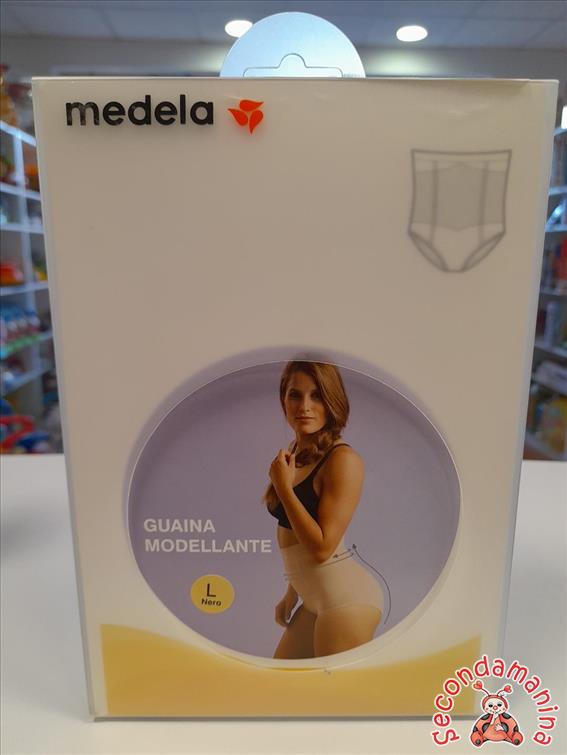 medela
GUAINA
MODELLANTE
L
Nero
secondamanina